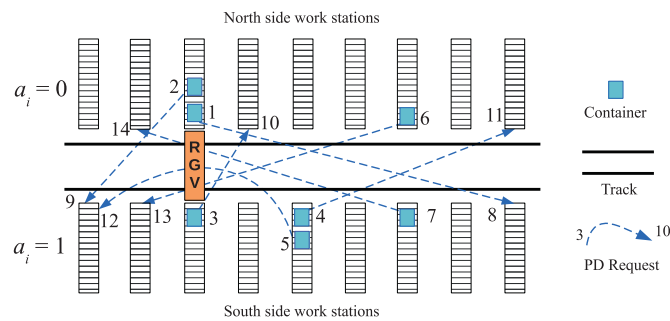 North side work stations
a_i = 0
2
1
14
10
6
11
Container
R
G
V
Track
9
12
13
3
4
5
7
8
a_i = 1
3
10
PD Request
South side work stations